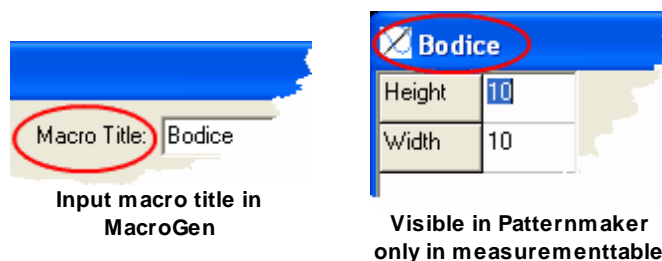 Macro Title: Bodice
Input macro title in
MacroGen
Bodice
Height 10
Width 10
Visible in Patternmaker
only in measurementtable